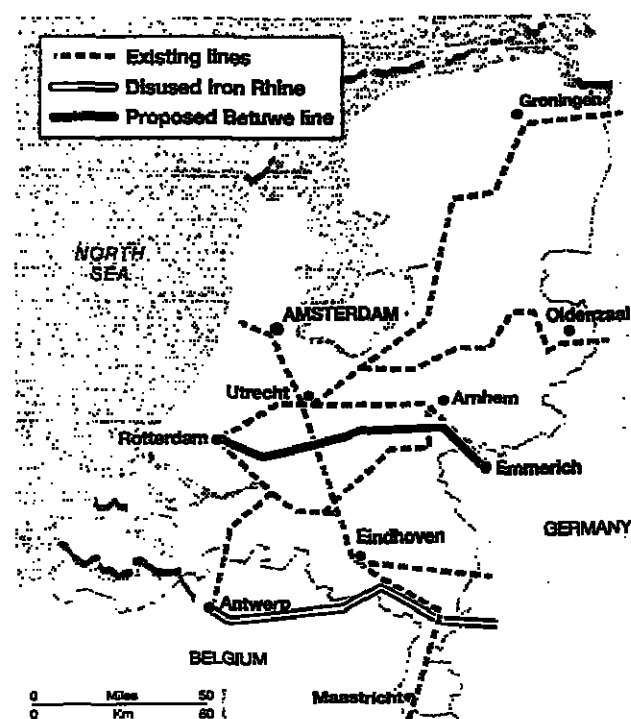 Existing lines
Disused Iron Rhine
Proposed Betuwe line
Groningen
NORTH
SEA
AMSTERDAM
Oldenzaal
Utrecht
Arnhem
Rotterdam
Emmerich
GERMANY
Eindhoven
Antwerp
BELGIUM
Maastricht
0 Miles 50
0 Km 80